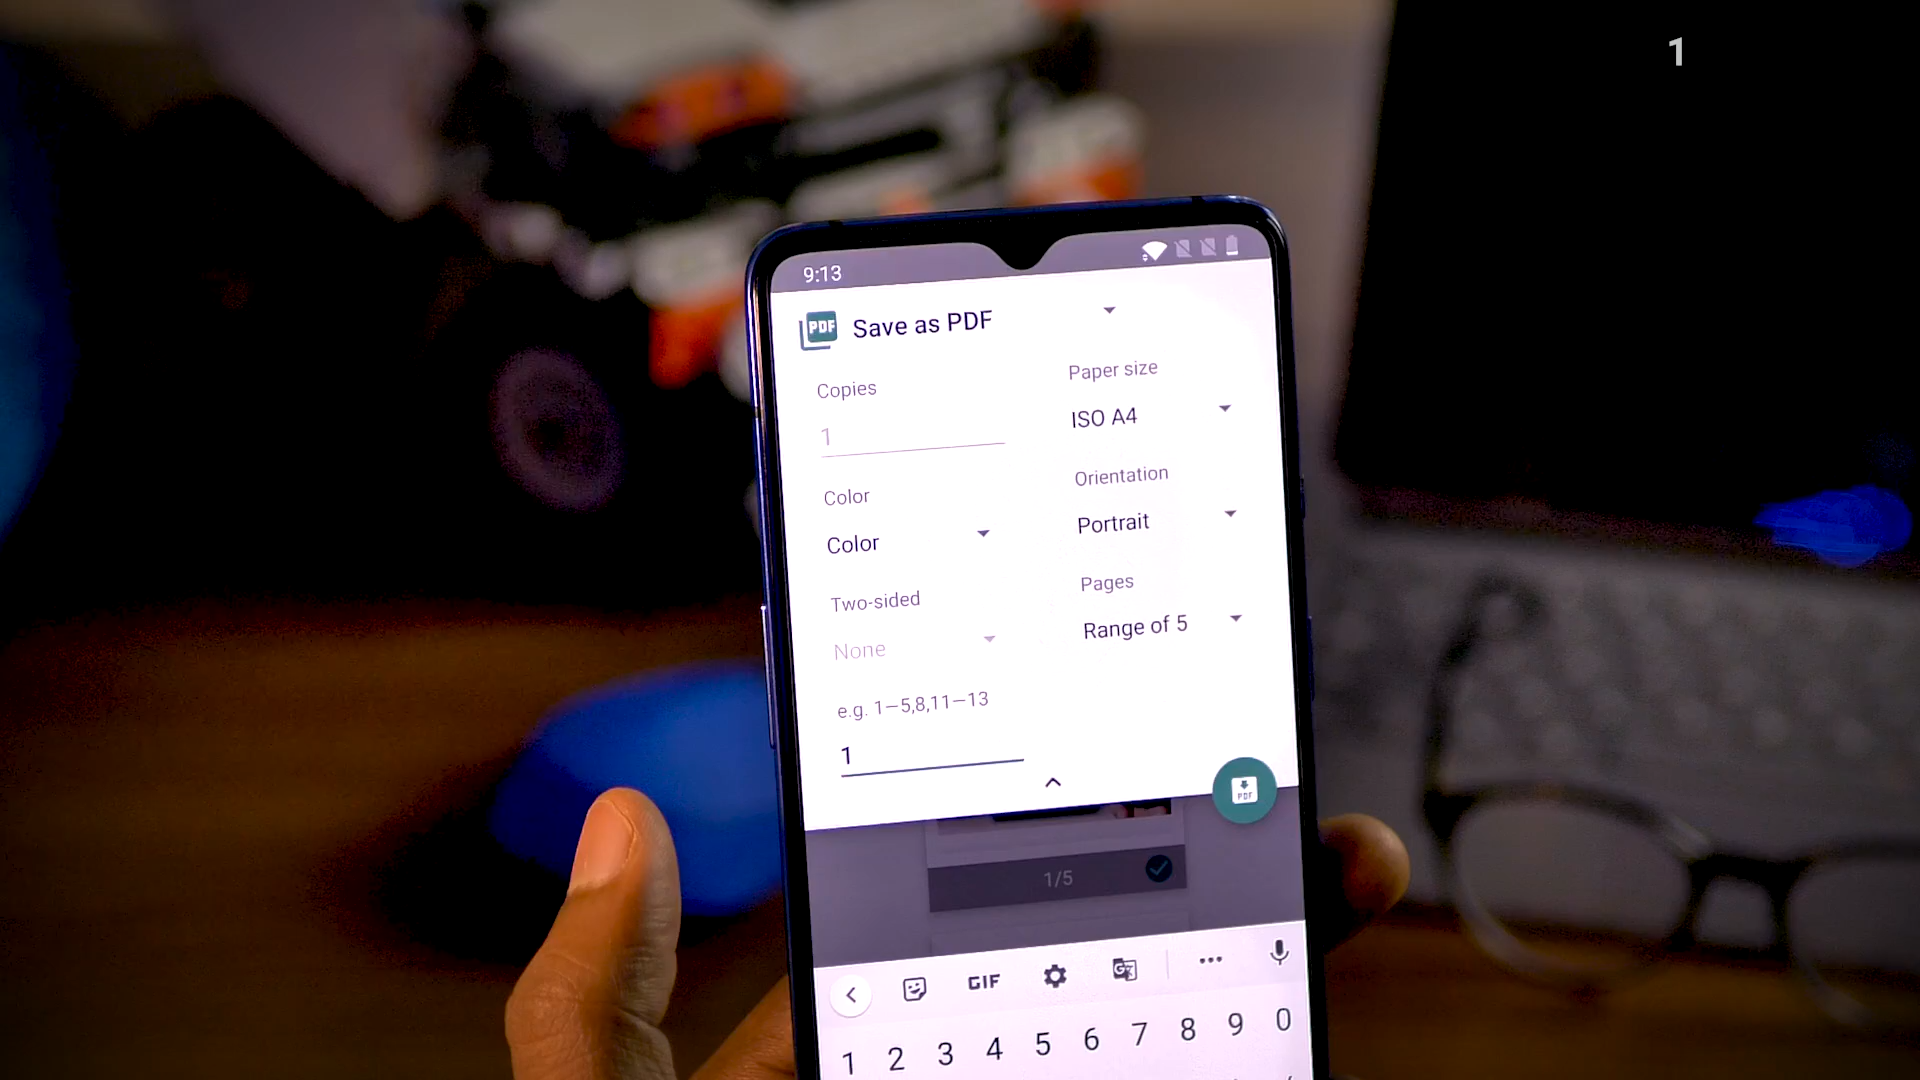 1
9:13
PDF Save as PDF
Copies
1
Paper size
ISO A4
Color
Color
Orientation
Portrait
Two-sided
None
Pages
Range of 5
e.g. 1–5,8,11–13
1
PDF
1/5
GIF
1 2 3 4 5 6 7 8 9 0